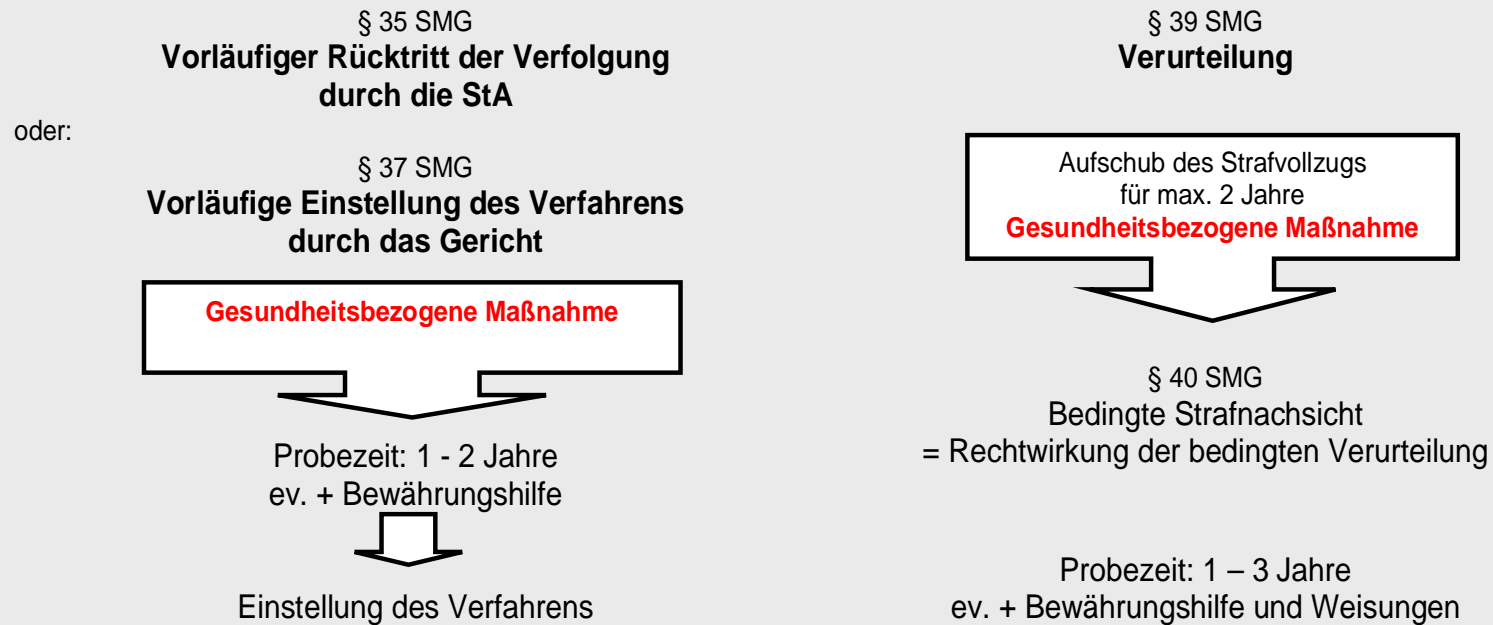 § 35 SMG
Vorläufiger Rücktritt der Verfolgung
durch die StA
oder:
§ 37 SMG
Vorläufige Einstellung des Verfahrens
durch das Gericht
Gesundheitsbezogene Maßnahme
Probezeit: 1 - 2 Jahre
ev. + Bewährungshilfe
Einstellung des Verfahrens
§ 39 SMG
Verurteilung
Aufschub des Strafvollzugs
für max. 2 Jahre
Gesundheitsbezogene Maßnahme
§ 40 SMG
Bedingte Strafnachsicht
= Rechtwirkung der bedingten Verurteilung
Probezeit: 1 – 3 Jahre
ev. + Bewährungshilfe und Weisungen